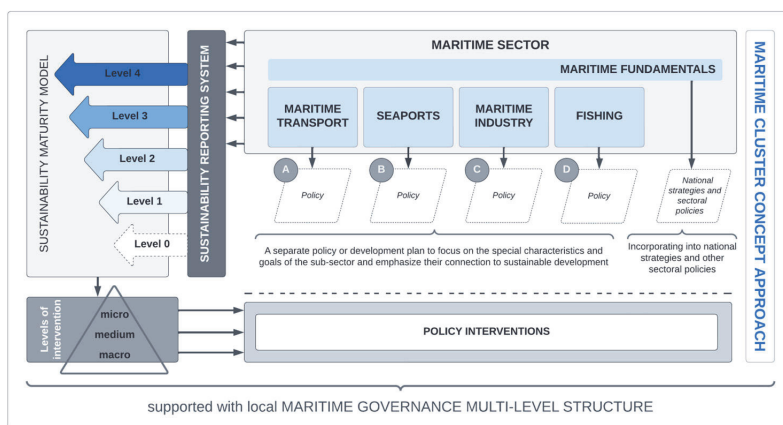 SUSTAINABILITY MATURITY MODEL
Level 4
Level 3
Level 2
Level 1
Level 0
SUSTAINABILITY REPORTING SYSTEM
MARITIME SECTOR
MARITIME FUNDAMENTALS
MARITIME
TRANSPORT
SEAPORTS
MARITIME
INDUSTRY
FISHING
A
Policy
B
Policy
C
Policy
D
Policy
National
strategies and
sectoral
policies
A separate policy or development plan to focus on the special characteristics and
goals of the sub-sector and emphasize their connection to sustainable development
Incorporating into national
strategies and other
sectoral policies
MARITIME CLUSTER CONCEPT APPROACH
Levels of
intervention
micro
medium
macro
POLICY INTERVENTIONS
supported with local MARITIME GOVERNANCE MULTI-LEVEL STRUCTURE